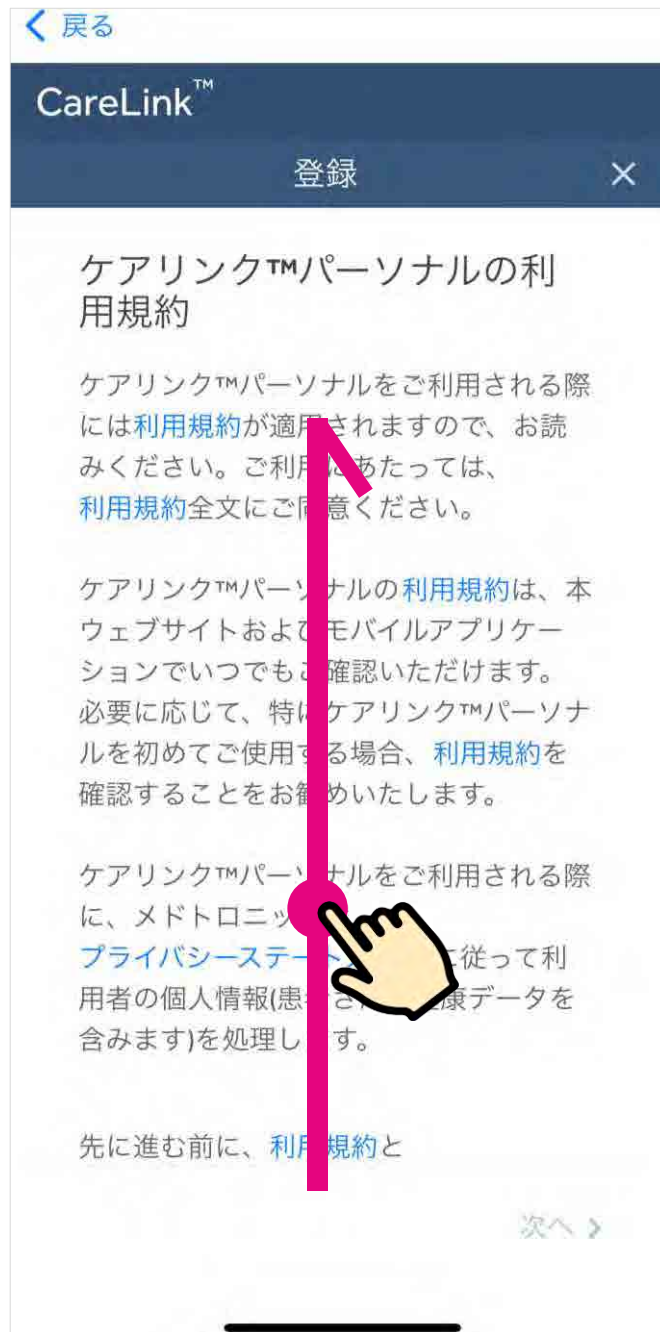 戻る
CareLink™
登録
ケアリンク™パーソナルの利
用規約
ケアリンク™パーソナルをご利用される際
には利用規約が適用されますので、お読
みください。ご利用にあたっては、
利用規約全文にご同意ください。
ケアリンク™パーソナルの利用規約は、本
ウェブサイトおよびモバイルアプリケー
ションでいつでもご確認いただけます。
必要に応じて、特にケアリンク™パーソナ
ルを初めてご使用する場合、利用規約を
確認することをお勧めいたします。
ケアリンク™パーソナルをご利用される際
に、メドトロニッ
プライバシーステート に従って利
用者の個人情報(患者さ 康データを
含みます)を処理します。
先に進む前に、利用規約と
次へ